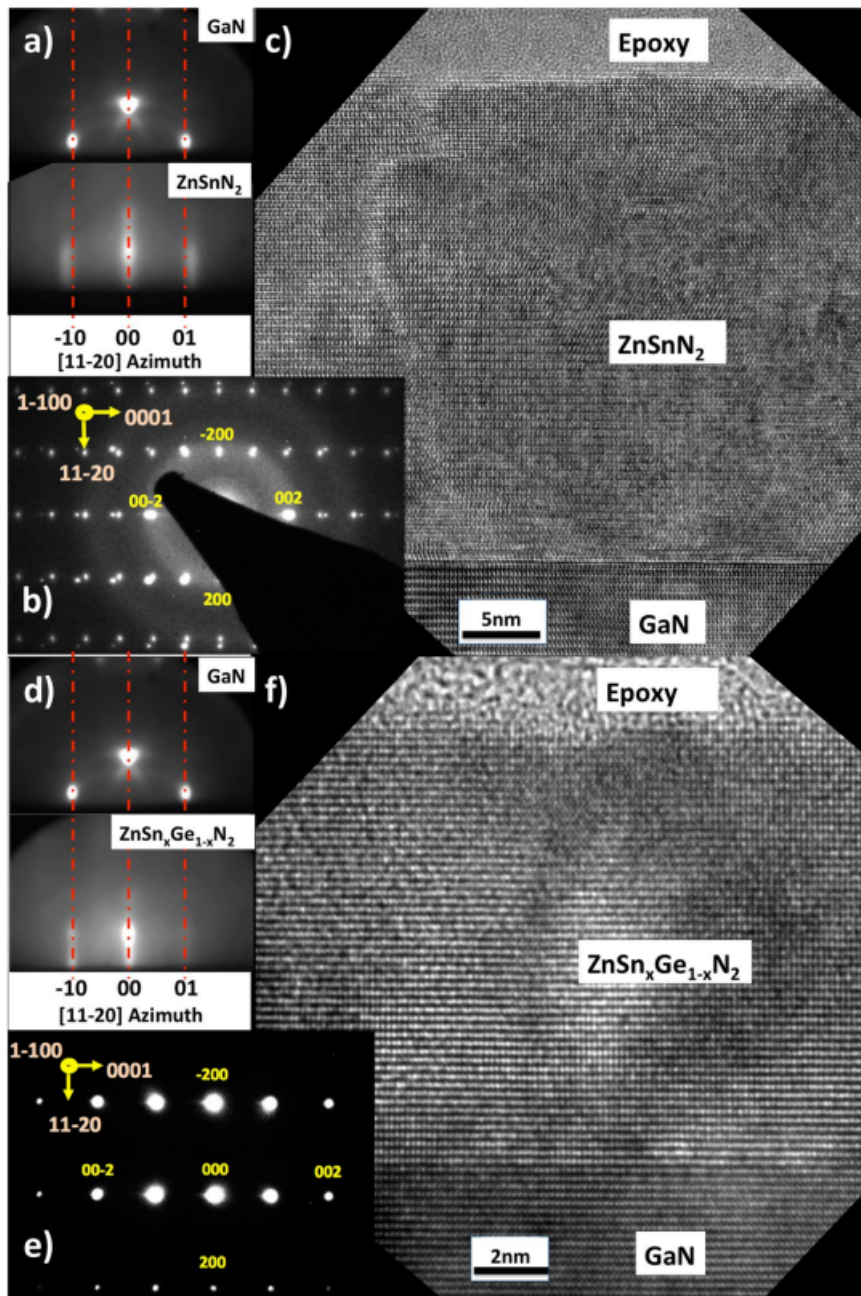 a)
GaN
ZnSnN₂
-10 00 01
[11-20] Azimuth
b)
1-100
0001
11-20
-200
00-2
002
200
c)
Epoxy
ZnSnN₂
5nm
GaN
d)
GaN
ZnSnₓGe₁₋ₓN₂
-10 00 01
[11-20] Azimuth
e)
1-100
0001
11-20
-200
00-2
000
002
200
f)
Epoxy
ZnSnₓGe₁₋ₓN₂
2nm
GaN